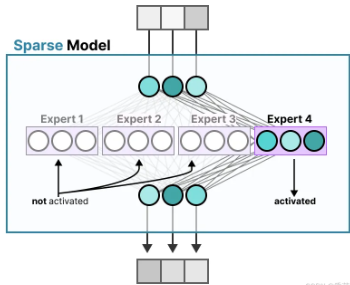 Sparse Model
Expert 1
Expert 2
Expert 3
Expert 4
not activated
activated